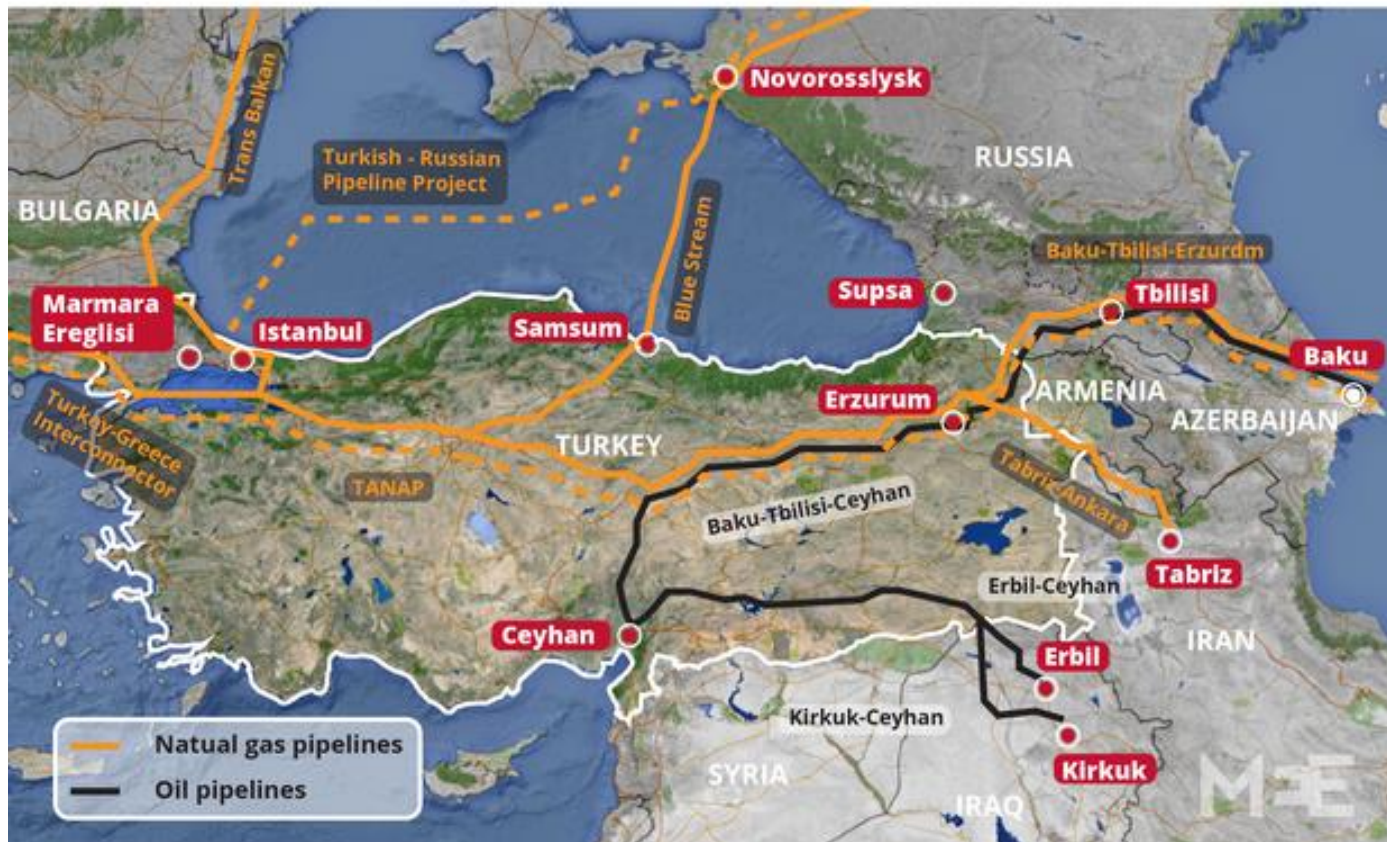 Novorosslysk
Trans Balkan
Turkish - Russian
Pipeline Project
RUSSIA
BULGARIA
Blue Stream
Baku-Tbilisi-Erzurdm
Supsa
Tbilisi
Marmara
Ereglisi
Istanbul
Samsum
Baku
Erzurum
ARMENIA
AZERBAIJAN
Turkey-Greece
Interconnector
TURKEY
TANAP
Tabriz-Ankara
Baku-Tbilisi-Ceyhan
Tabriz
Erbil-Ceyhan
Ceyhan
IRAN
Erbil
Kirkuk-Ceyhan
Kirkuk
SYRIA
IRAQ
Natual gas pipelines
Oil pipelines
MEE